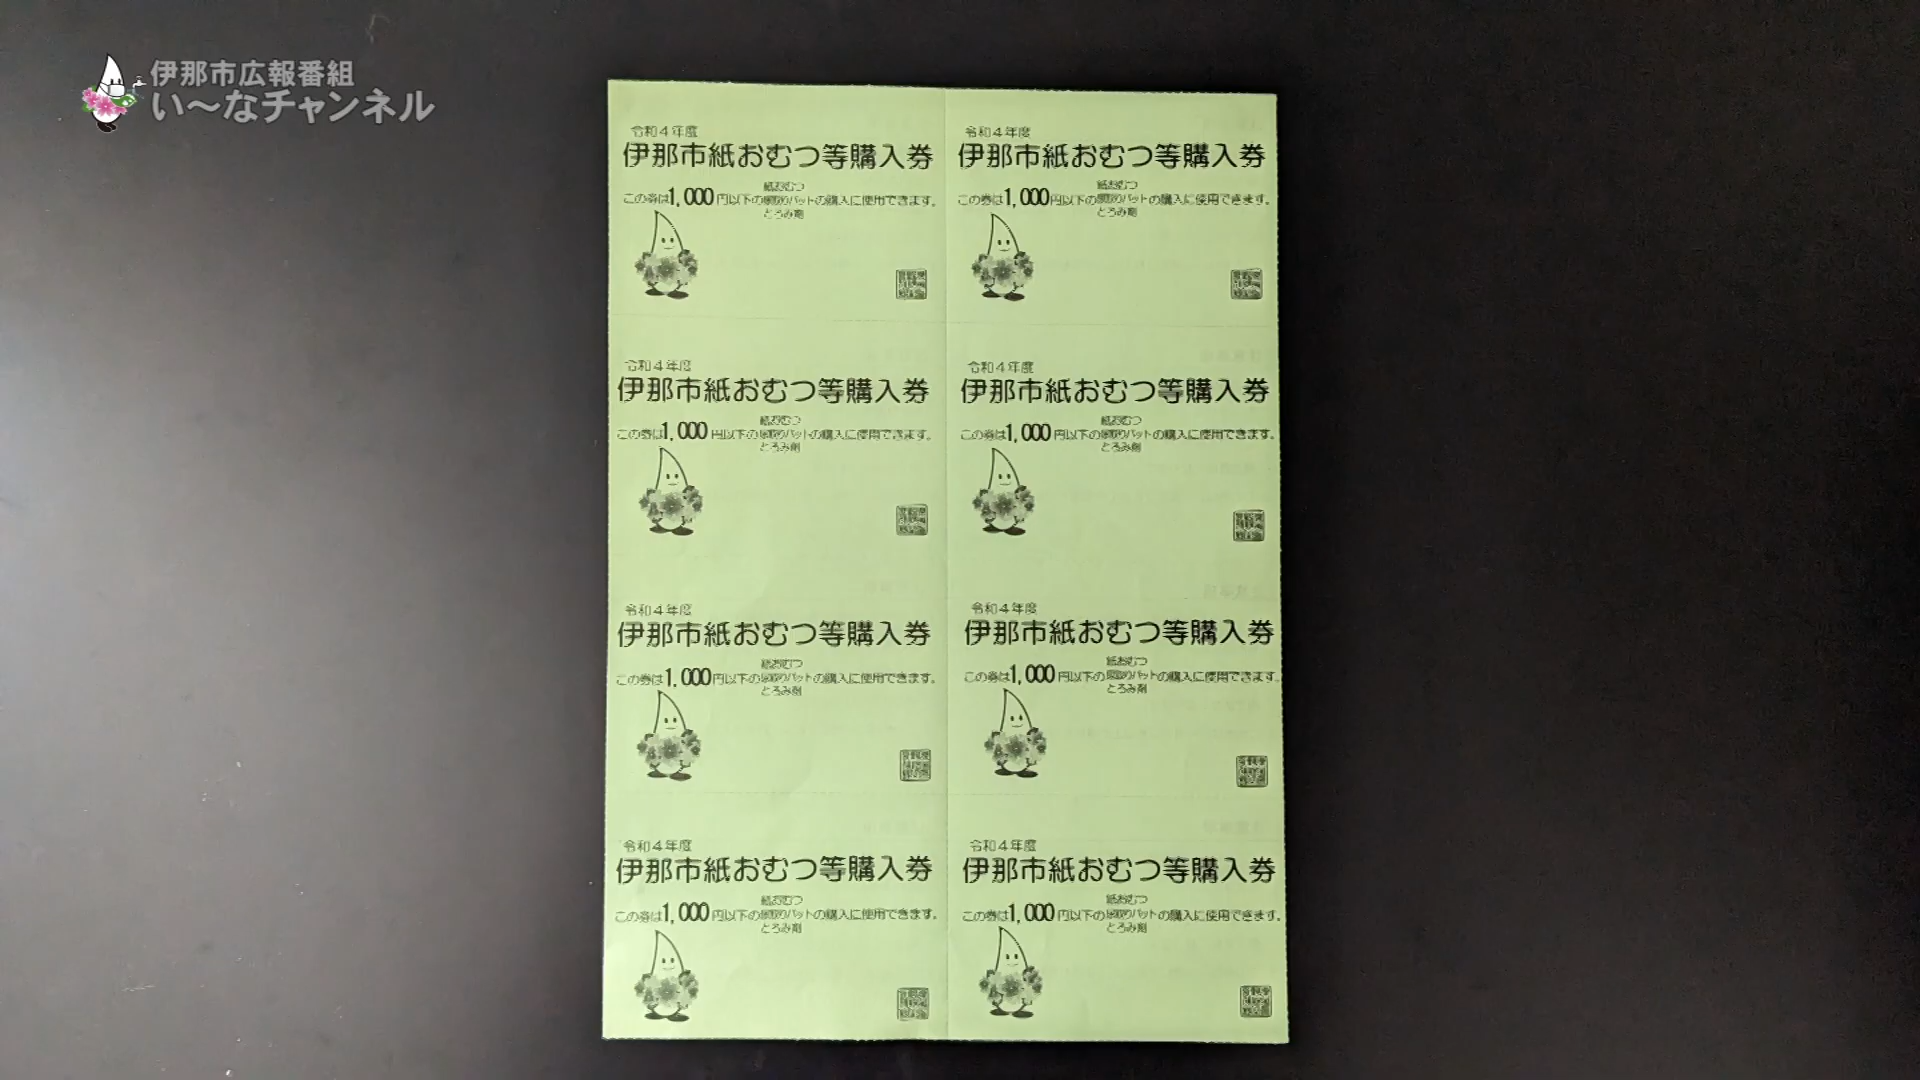 伊那市広報番組
い〜なチャンネル
令和4年度
伊那市紙おむつ等購入券
紙おむつ
この券は1,000円以下の尿取りパットの購入に使用できます。
とろみ剤
令和4年度
伊那市紙おむつ等購入券
紙おむつ
この券は1,000円以下の尿取りパットの購入に使用できます。
とろみ剤
令和4年度
伊那市紙おむつ等購入券
紙おむつ
この券は1,000円以下の尿取りパットの購入に使用できます。
とろみ剤
令和4年度
伊那市紙おむつ等購入券
紙おむつ
この券は1,000円以下の尿取りパットの購入に使用できます。
とろみ剤
令和4年度
伊那市紙おむつ等購入券
紙おむつ
この券は1,000円以下の尿取りパットの購入に使用できます。
とろみ剤
令和4年度
伊那市紙おむつ等購入券
紙おむつ
この券は1,000円以下の尿取りパットの購入に使用できます。
とろみ剤
令和4年度
伊那市紙おむつ等購入券
紙おむつ
この券は1,000円以下の尿取りパットの購入に使用できます。
とろみ剤
令和4年度
伊那市紙おむつ等購入券
紙おむつ
この券は1,000円以下の尿取りパットの購入に使用できます。
とろみ剤